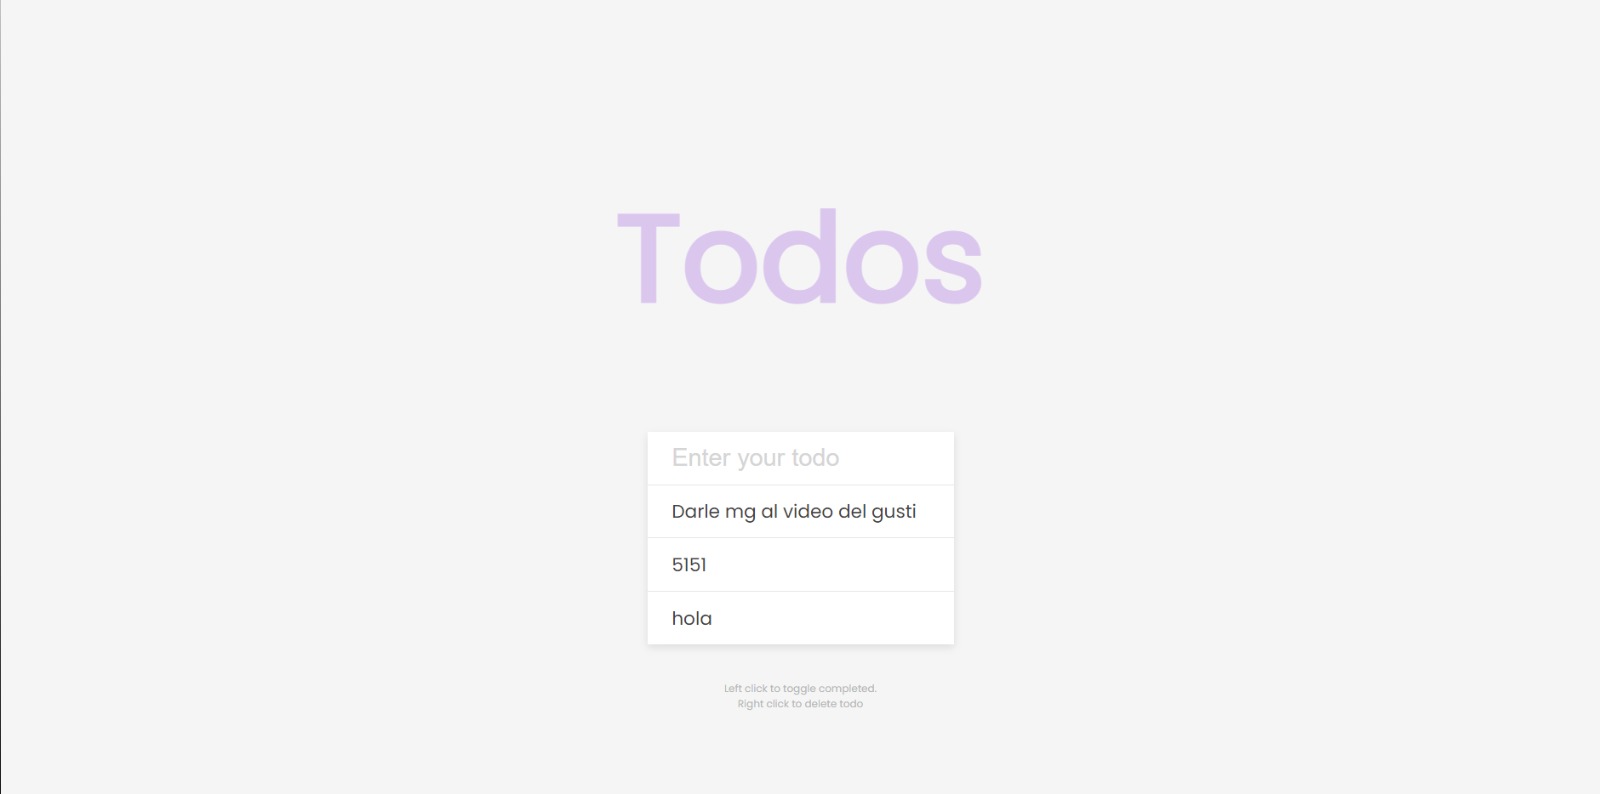 Todos
Enter your todo
Darle mg al video del gusti
5151
hola
Left click to toggle completed.
Right click to delete todo